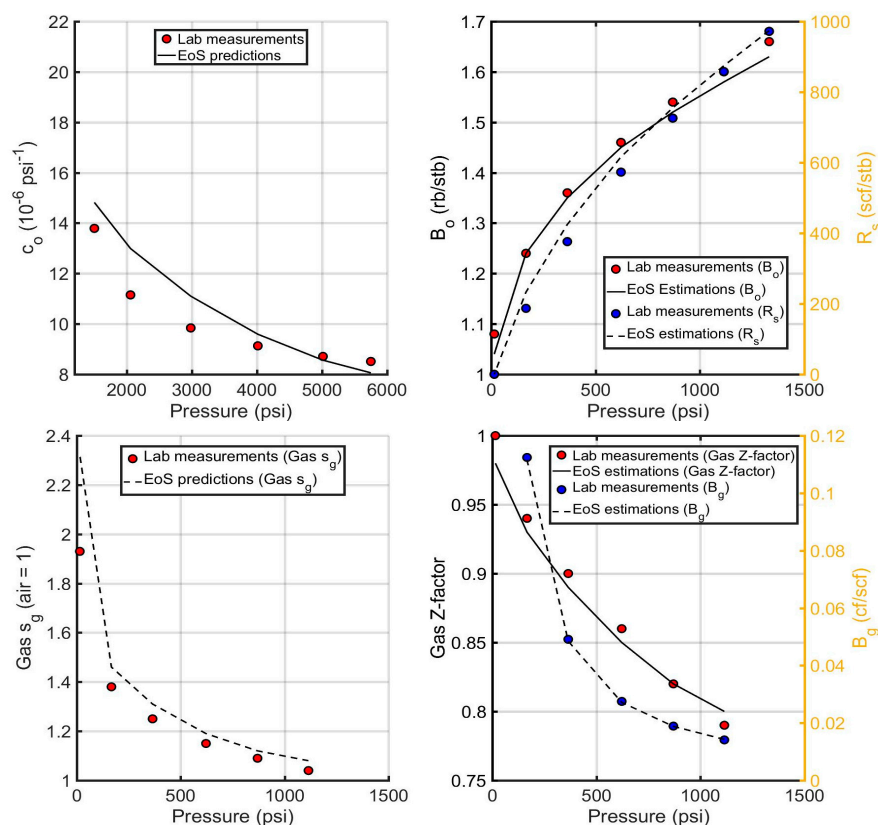 22
20
18
16
14
12
10
8
c_o (10^-6 psi^-1)
Lab measurements
EoS predictions
2000
3000
4000
5000
6000
Pressure (psi)
1.7
1.6
1.5
1.4
1.3
1.2
1.1
1
B_o (rb/stb)
1000
800
600
400
200
0
R_s (scf/stb)
Lab measurements (B_o)
EoS Estimations (B_o)
Lab measurements (R_s)
EoS estimations (R_s)
0
500
1000
1500
Pressure (psi)
2.4
2.2
2
1.8
1.6
1.4
1.2
1
Gas s_g (air = 1)
Lab measurements (Gas s_g)
EoS predictions (Gas s_g)
0
500
1000
1500
Pressure (psi)
1
0.95
0.9
0.85
0.8
0.75
Gas Z-factor
0.12
0.1
0.08
0.06
0.04
0.02
0
B_g (cf/scf)
Lab measurements (Gas Z-factor)
EoS estimations (Gas Z-factor)
Lab measurements (B_g)
EoS estimations (B_g)
0
500
1000
1500
Pressure (psi)